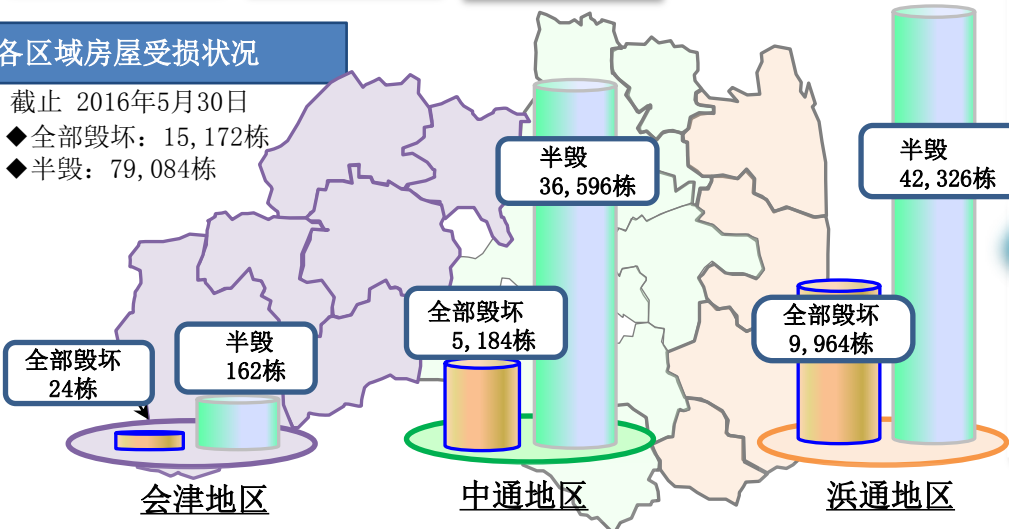 各区域房屋受损状况
截止 2016年5月30日
◆全部毁坏：15,172栋
◆半毁：79,084栋
全部毁坏
24栋
半毁
162栋
会津地区
全部毁坏
5,184栋
半毁
36,596栋
中通地区
全部毁坏
9,964栋
半毁
42,326栋
浜通地区